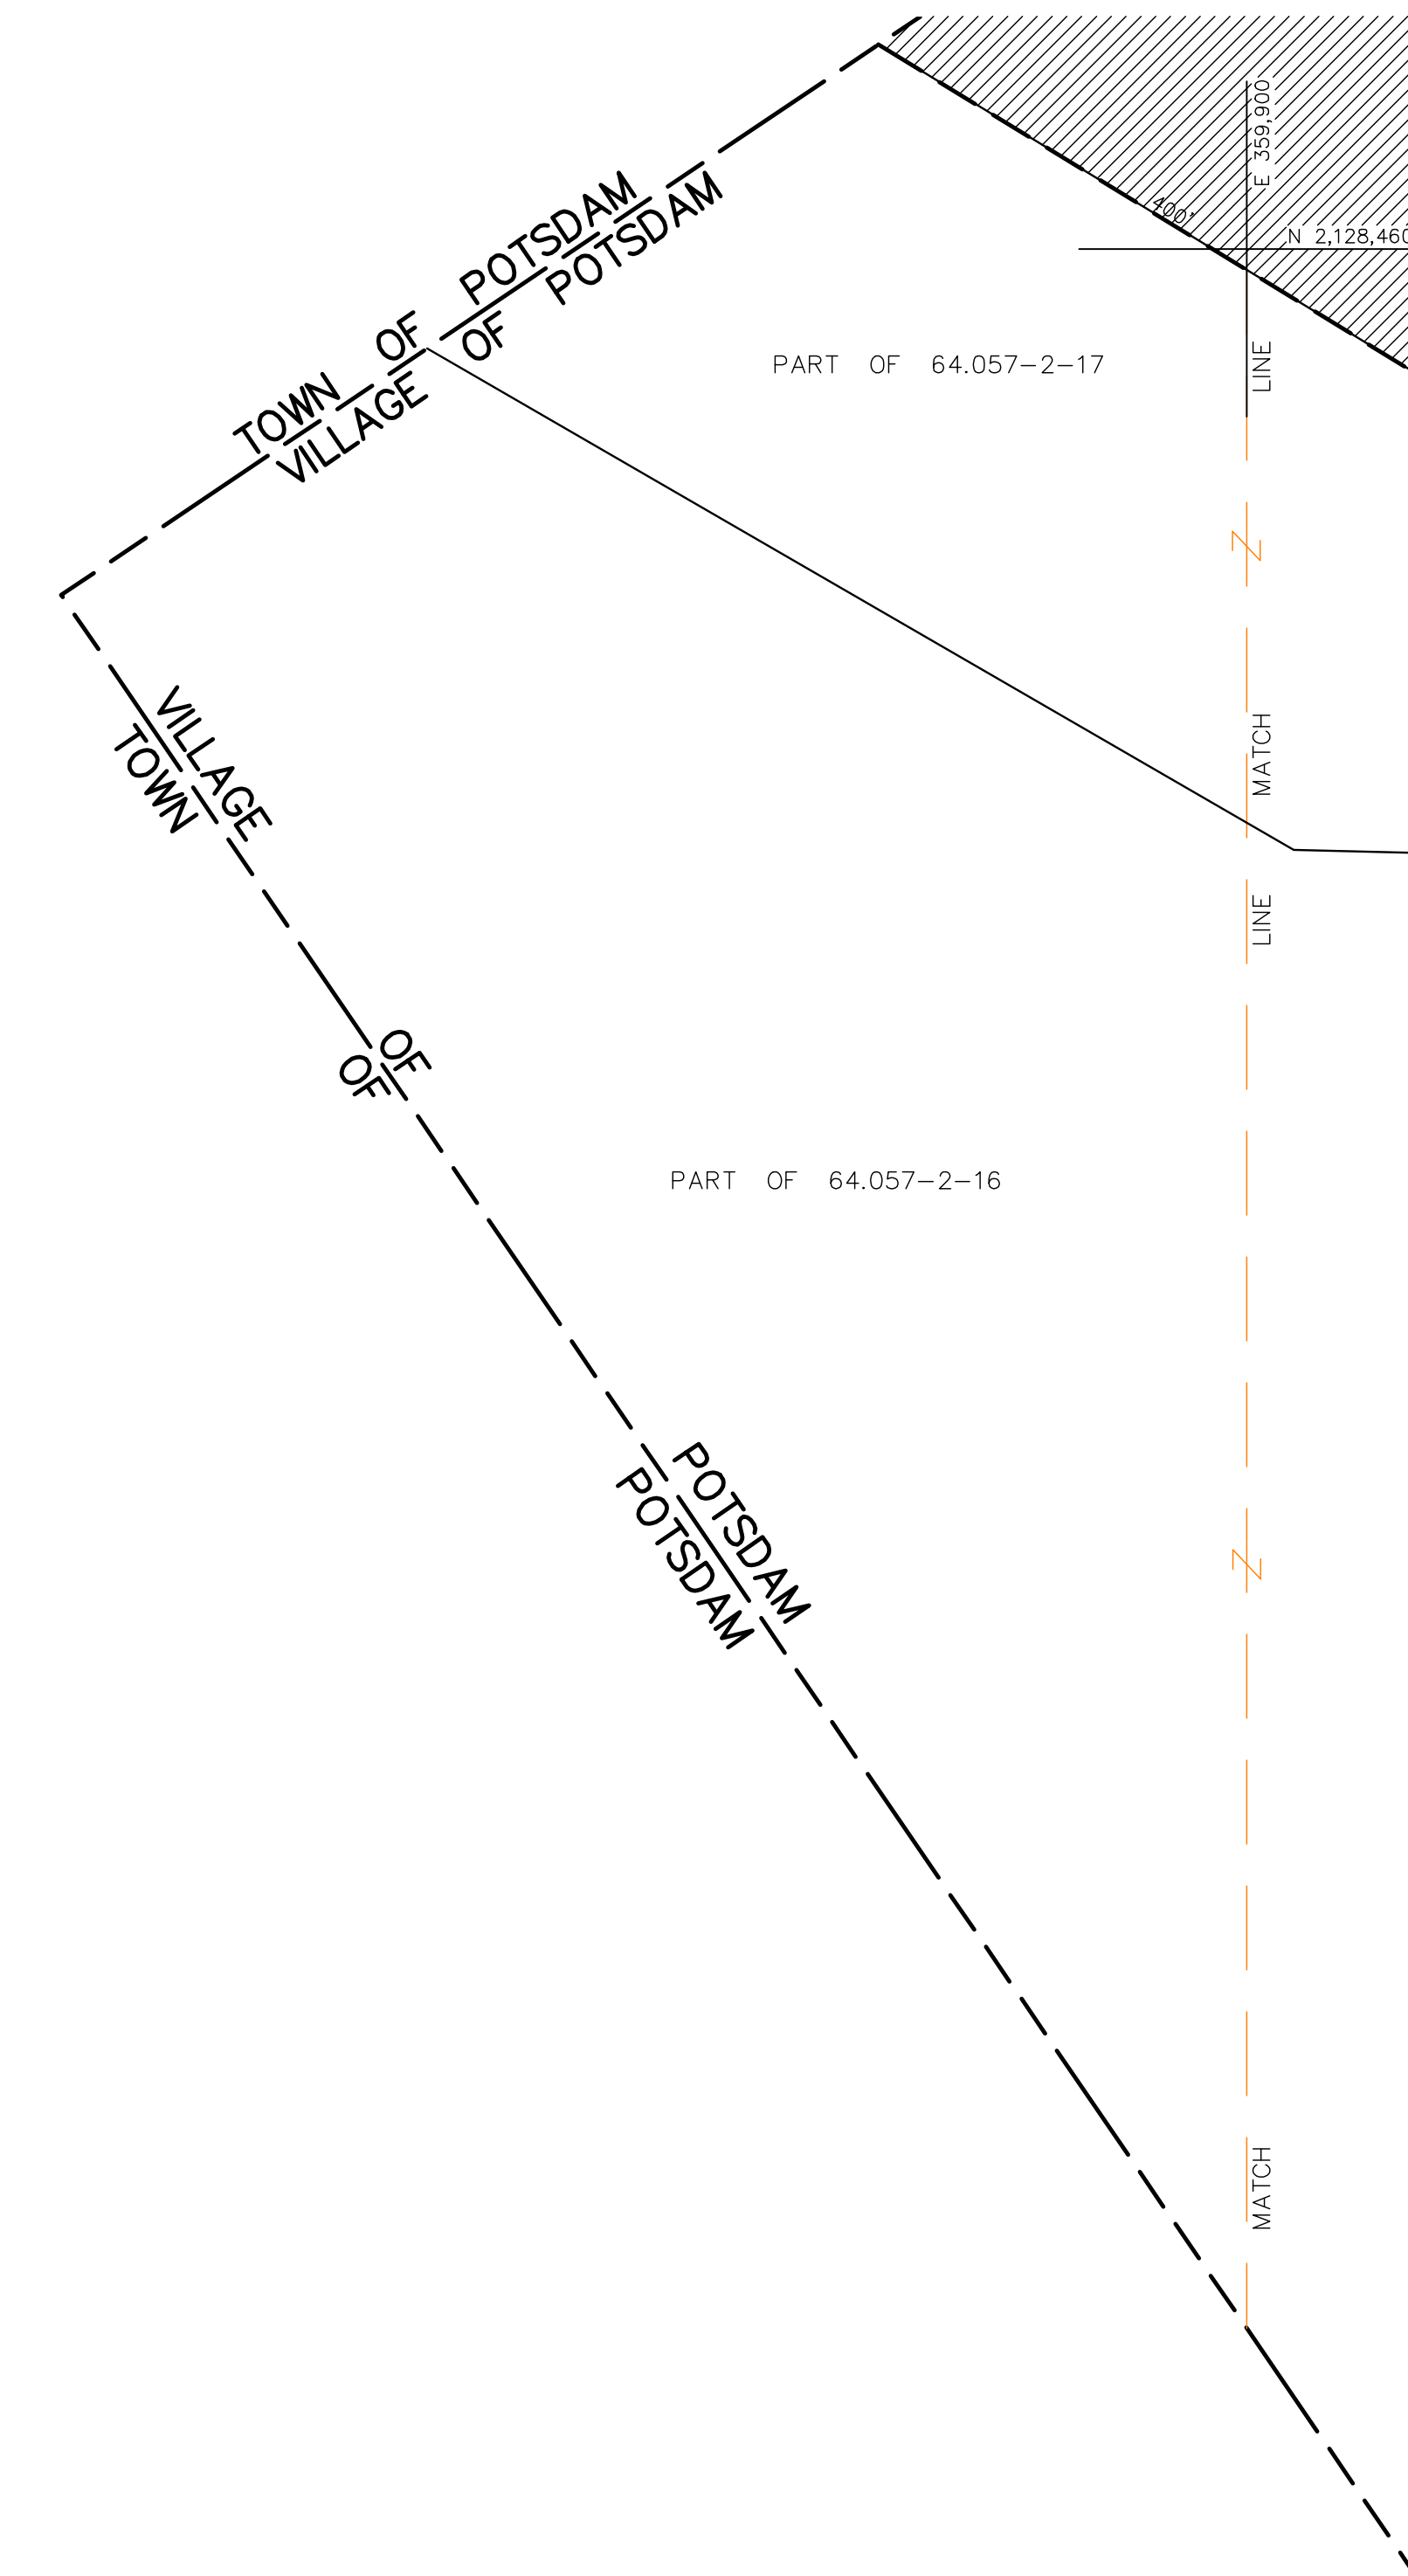 E 359,900
400'
N 2,128,460
TOWN OF POTSDAM
VILLAGE OF POTSDAM
PART OF 64.057-2-17
LINE
MATCH
VILLAGE OF POTSDAM
TOWN OF POTSDAM
LINE
PART OF 64.057-2-16
MATCH